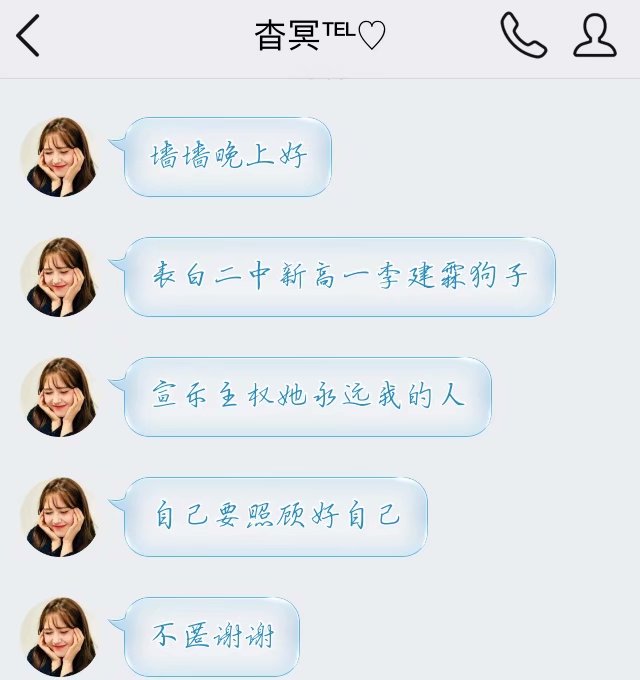 杳冥ᵀᴱᴸ♡
墙墙晚上好
表白二中新高一李建霖狗子
宣示主权她永远我的人
自己要照顾好自己
不匿谢谢